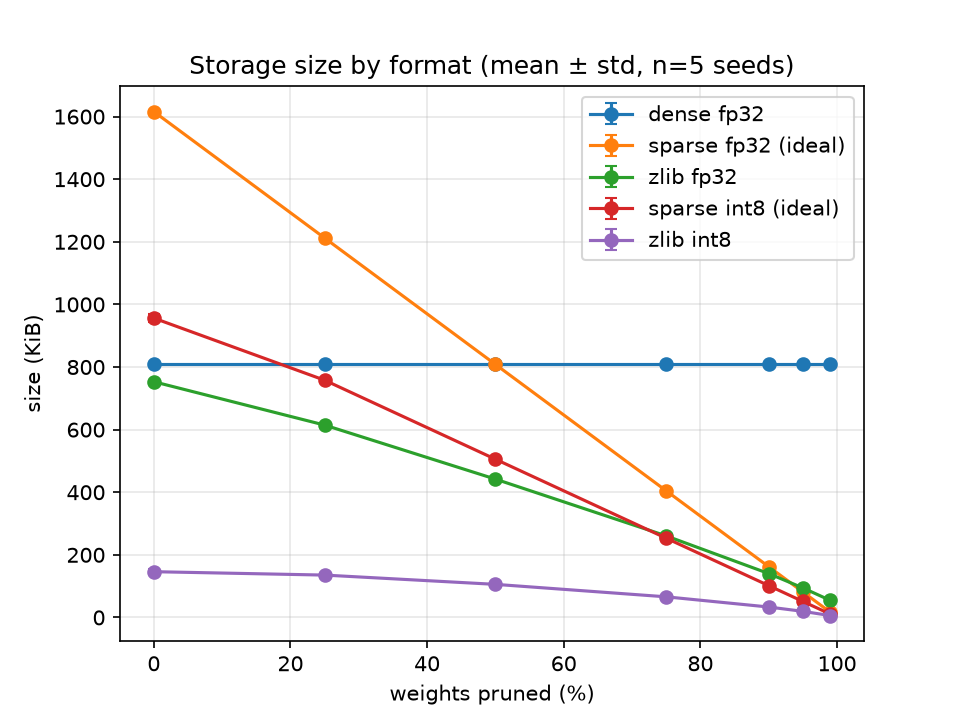 Storage size by format (mean ± std, n=5 seeds)
dense fp32
sparse fp32 (ideal)
zlib fp32
sparse int8 (ideal)
zlib int8
size (KiB)
1600
1400
1200
1000
800
600
400
200
0
0 20 40 60 80 100
weights pruned (%)